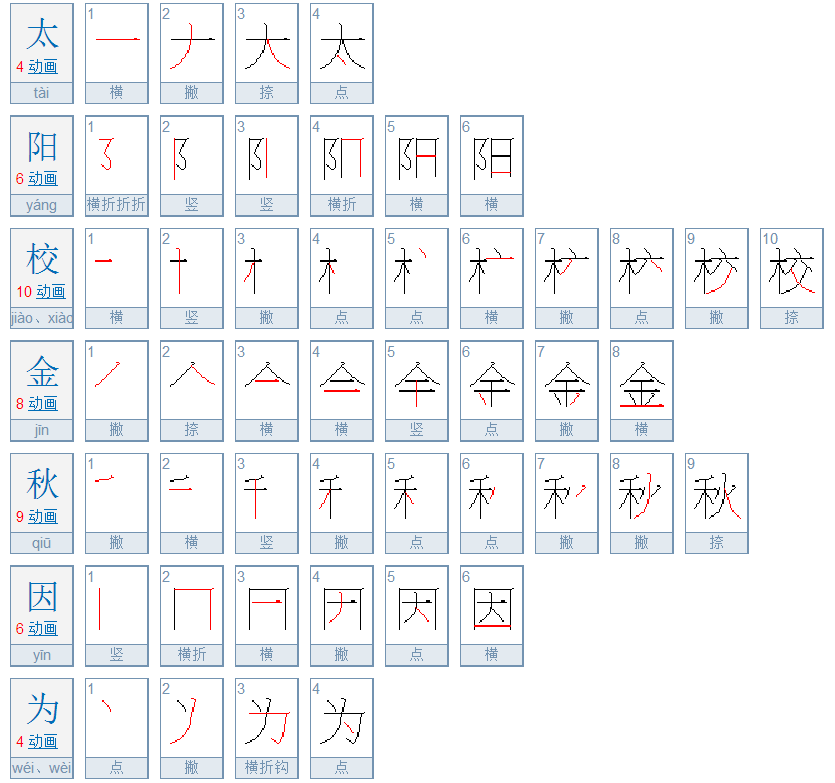 太 1 2 3 4
4 动画
tài 横 撇 捺 点
阳 1 2 3 4 5 6
6 动画
yáng 横折折折 竖 竖 横折 横 横
校 1 2 3 4 5 6 7 8 9 10
10 动画
jiào、xiào 横 竖 撇 点 点 横 撇 点 撇 捺
金 1 2 3 4 5 6 7 8
8 动画
jīn 撇 捺 横 横 竖 点 撇 横
秋 1 2 3 4 5 6 7 8 9
9 动画
qiū 撇 横 竖 撇 点 点 撇 撇 捺
因 1 2 3 4 5 6
6 动画
yīn 竖 横折 横 撇 点 横
为 1 2 3 4
4 动画
wéi、wèi 点 撇 横折钩 点